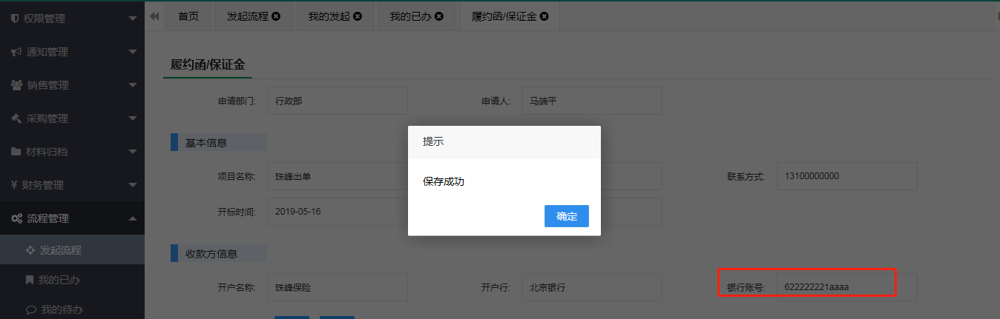 权限管理
通知管理
销售管理
采购管理
材料归档
¥ 财务管理
流程管理
发起流程
我的已办
我的待办
首页 发起流程 我的发起 我的已办 履约函/保证金
履约函/保证金
申请部门: 行政部 申请人: 马端平
基本信息
项目名称: 珠峰出单 联系方式: 13100000000
开标时间: 2019-05-16
收款方信息
开户名称: 珠峰保险 开户行: 北京银行 银行账号: 622222221aaaa
提示
保存成功
确定